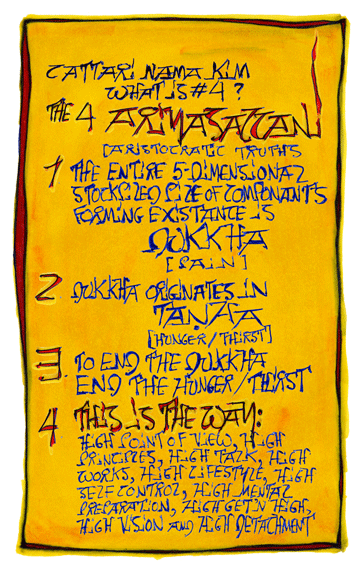 CATTARI NAMA KIM
WHAT IS #4 ?
THE 4 ARIYASACCANI
[ARISTOCRATIC TRUTHS
1 THE ENTIRE 5-DIMENSIONAL
STOCKPILED PILE OF COMPONANTS
FORMING EXISTANCE IS
DUKKHA
[PAIN]
2 DUKKHA ORIGINATES IN
TANHA
[HUNGER/THIRST]
3. TO END THE DUKKHA
END THE HUNGER/THIRST
4 THIS IS THE WAY:
HIGH POINT OF VIEW, HIGH
PRINCIPLES, HIGH TALK, HIGH
WORKS, HIGH LIFESTYLE, HIGH
SELF CONTROL, HIGH MENTAL
PREPARATION, HIGH GET'N HIGH,
HIGH VISION AND HIGH DETACHMENT